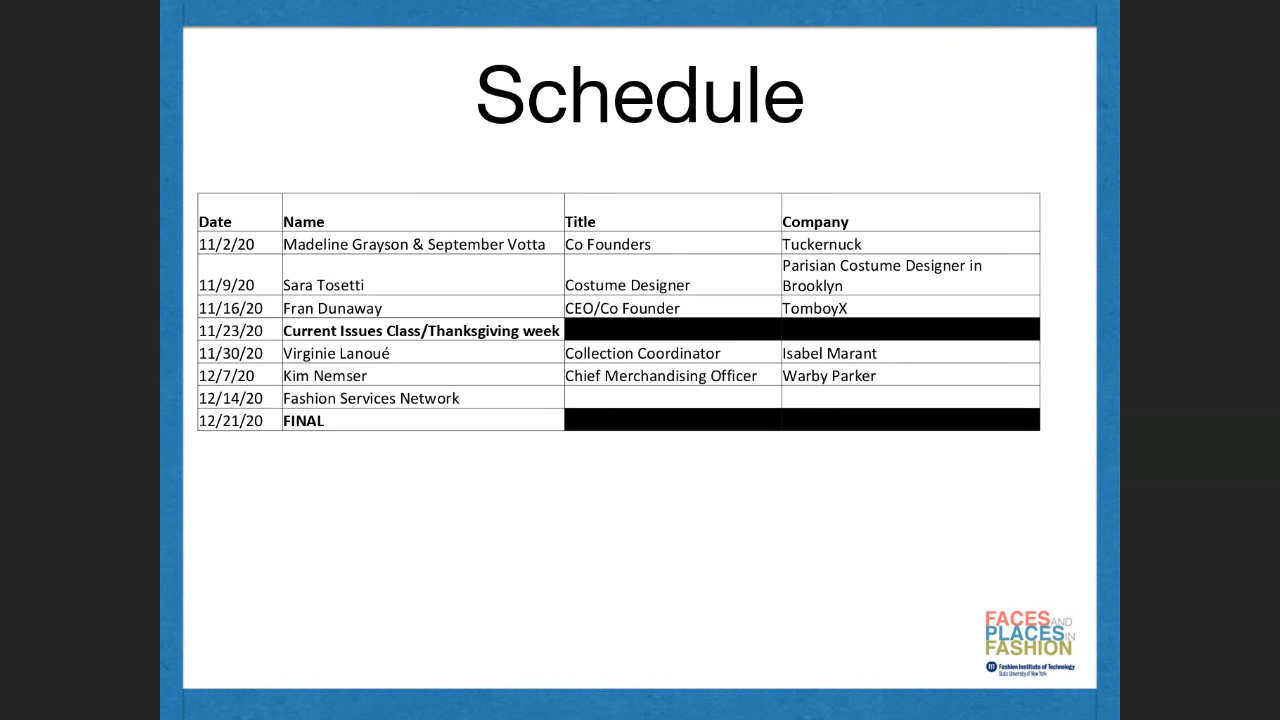 Schedule
Date Name Title Company
11/2/20 Madeline Grayson & September Votta Co Founders Tuckernuck
11/9/20 Sara Tosetti Costume Designer Parisian Costume Designer in
Brooklyn
11/16/20 Fran Dunaway CEO/Co Founder TomboyX
11/23/20 Current Issues Class/Thanksgiving week
11/30/20 Virginie Lanoué Collection Coordinator Isabel Marant
12/7/20 Kim Nemser Chief Merchandising Officer Warby Parker
12/14/20 Fashion Services Network
12/21/20 FINAL
FACES AND
PLACES IN
FASHION
FIT Fashion Institute of Technology
State University of New York